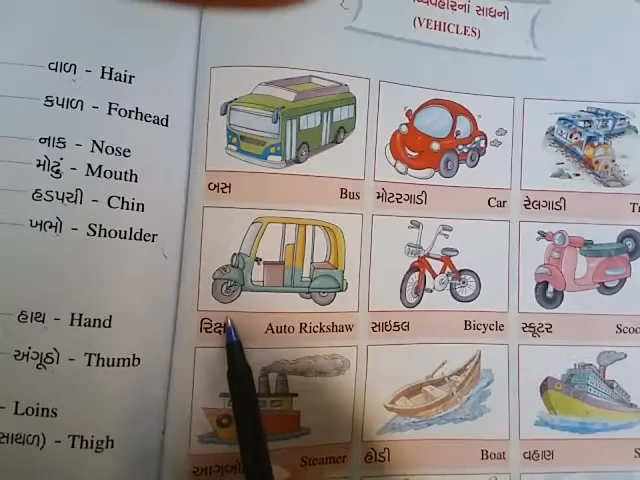 વાળ - Hair
કપાળ - Forhead
નાક - Nose
મોઢું - Mouth
હડપચી - Chin
ખભો - Shoulder
હાથ - Hand
અંગૂઠો - Thumb
- Loins
- Thigh
સાધનો
(VEHICLES)
બસ Bus
મોટરગાડી Car
રેલગાડી
Auto Rickshaw
સાઇકલ Bicycle
સ્કૂટર
Steamer
હોડી Boat
વહાણ